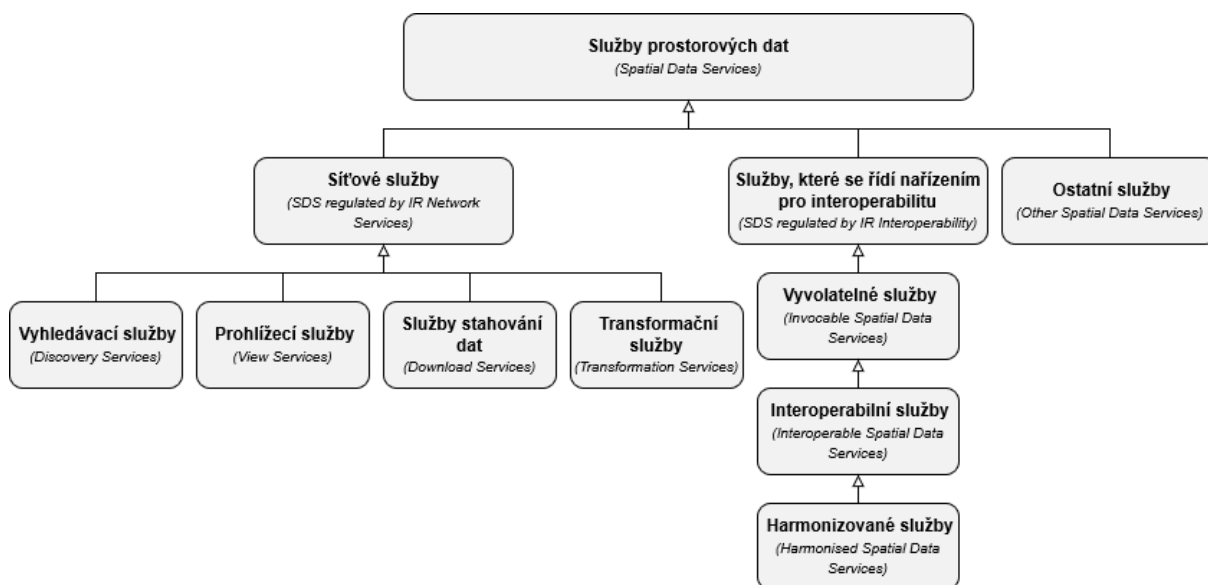 Služby prostorových dat
(Spatial Data Services)
Síťové služby
(SDS regulated by IR Network
Services)
Služby, které se řídí nařízením
pro interoperabilitu
(SDS regulated by IR Interoperability)
Ostatní služby
(Other Spatial Data Services)
Vyhledávací služby
(Discovery Services)
Prohlížecí služby
(View Services)
Služby stahování
dat
(Download Services)
Transformační
služby
(Transformation Services)
Vyvolatelné služby
(Invocable Spatial Data
Services)
Interoperabilní služby
(Interoperable Spatial Data
Services)
Harmonizované služby
(Harmonised Spatial Data
Services)